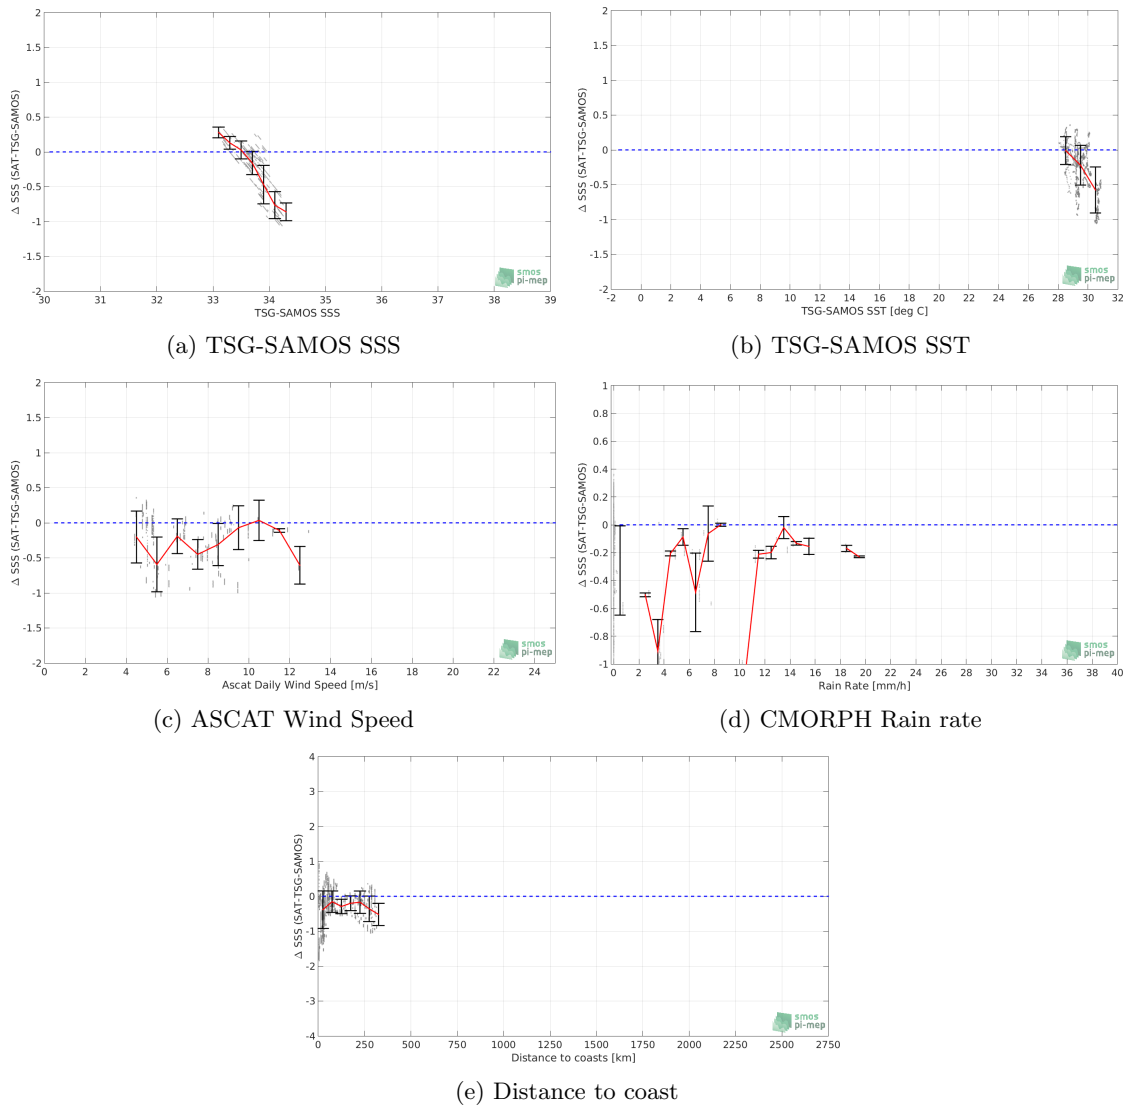 2
1.5
1
0.5
0
-0.5
-1
-1.5
-2
Δ SSS (SAT-TSG-SAMOS)
30 31 32 33 34 35 36 37 38 39
TSG-SAMOS SSS
smos
pi-mep
(a) TSG-SAMOS SSS
2
1.5
1
0.5
0
-0.5
-1
-1.5
-2
Δ SSS (SAT-TSG-SAMOS)
-2 0 2 4 6 8 10 12 14 16 18 20 22 24 26 28 30 32
TSG-SAMOS SST [deg C]
smos
pi-mep
(b) TSG-SAMOS SST
2
1.5
1
0.5
0
-0.5
-1
-1.5
-2
Δ SSS (SAT-TSG-SAMOS)
0 2 4 6 8 10 12 14 16 18 20 22 24
Ascat Daily Wind Speed [m/s]
smos
pi-mep
(c) ASCAT Wind Speed
1
0.8
0.6
0.4
0.2
0
-0.2
-0.4
-0.6
-0.8
-1
Δ SSS (SAT-TSG-SAMOS)
0 2 4 6 8 10 12 14 16 18 20 22 24 26 28 30 32 34 36 38 40
Rain Rate [mm/h]
smos
pi-mep
(d) CMORPH Rain rate
4
3
2
1
0
-1
-2
-3
-4
Δ SSS (SAT-TSG-SAMOS)
0 250 500 750 1000 1250 1500 1750 2000 2250 2500 2750
Distance to coasts [km]
smos
pi-mep
(e) Distance to coast